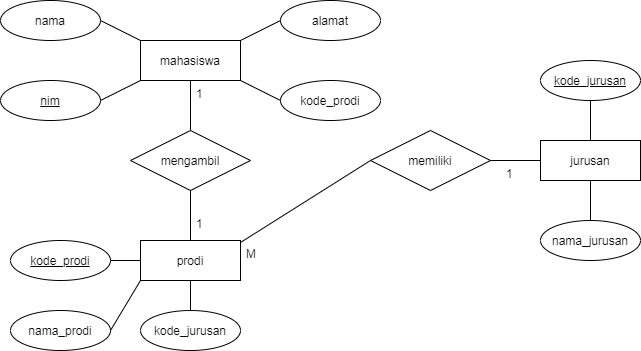 nama
alamat
mahasiswa
nim
kode_prodi
1
kode_jurusan
mengambil
memiliki
jurusan
1
1
M
kode_prodi
prodi
nama_jurusan
nama_prodi
kode_jurusan